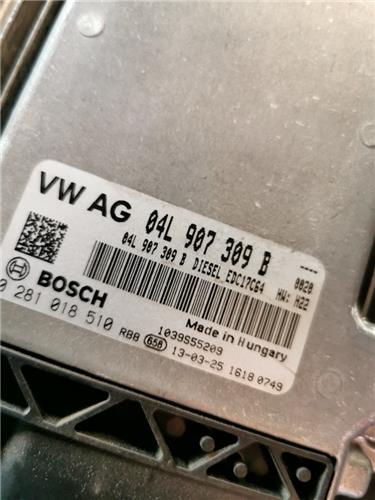 VW AG 04L 907 309 B ----
04L 907 309 B DIESEL EDC17C64 0020
HW: H22
BOSCH
0 281 018 510 RBB 1039S55209
Made in Hungary
658 13-03-25 1618 0749